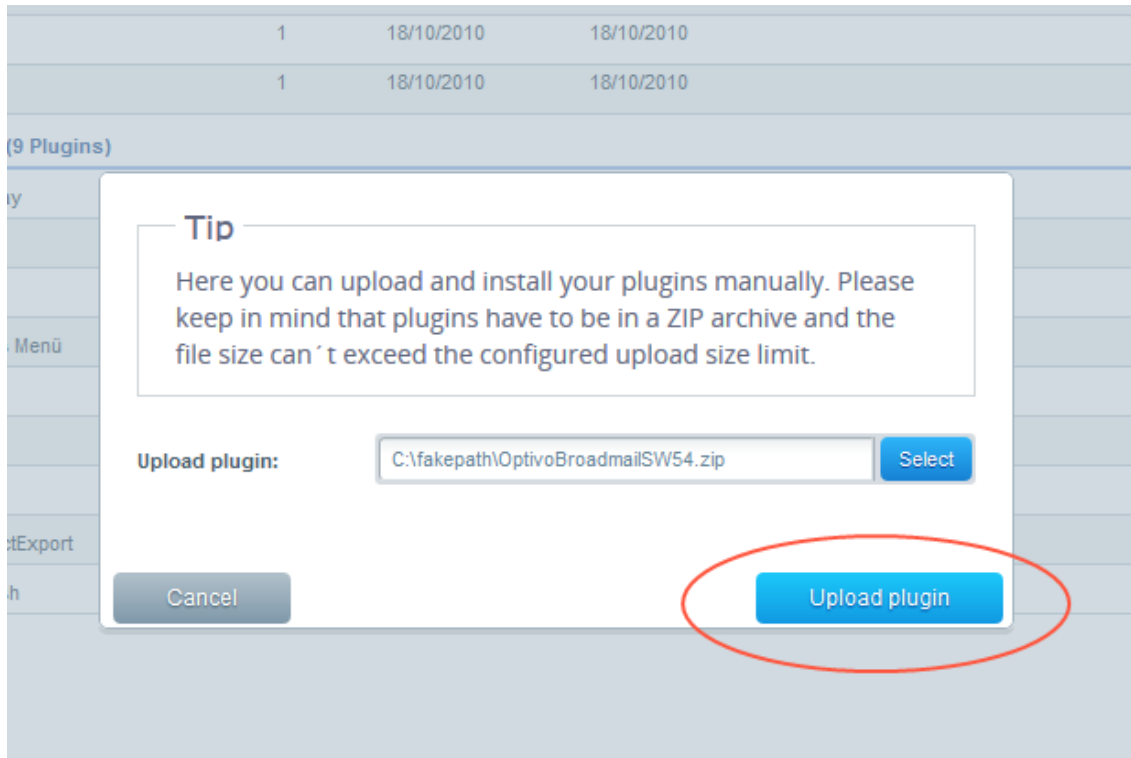 1 18/10/2010 18/10/2010
1 18/10/2010 18/10/2010
(9 Plugins)
Tip
Here you can upload and install your plugins manually. Please
keep in mind that plugins have to be in a ZIP archive and the
file size can´t exceed the configured upload size limit.
Menü
Upload plugin: C:\fakepath\OptivoBroadmailSW54.zip Select
ctExport
Cancel Upload plugin